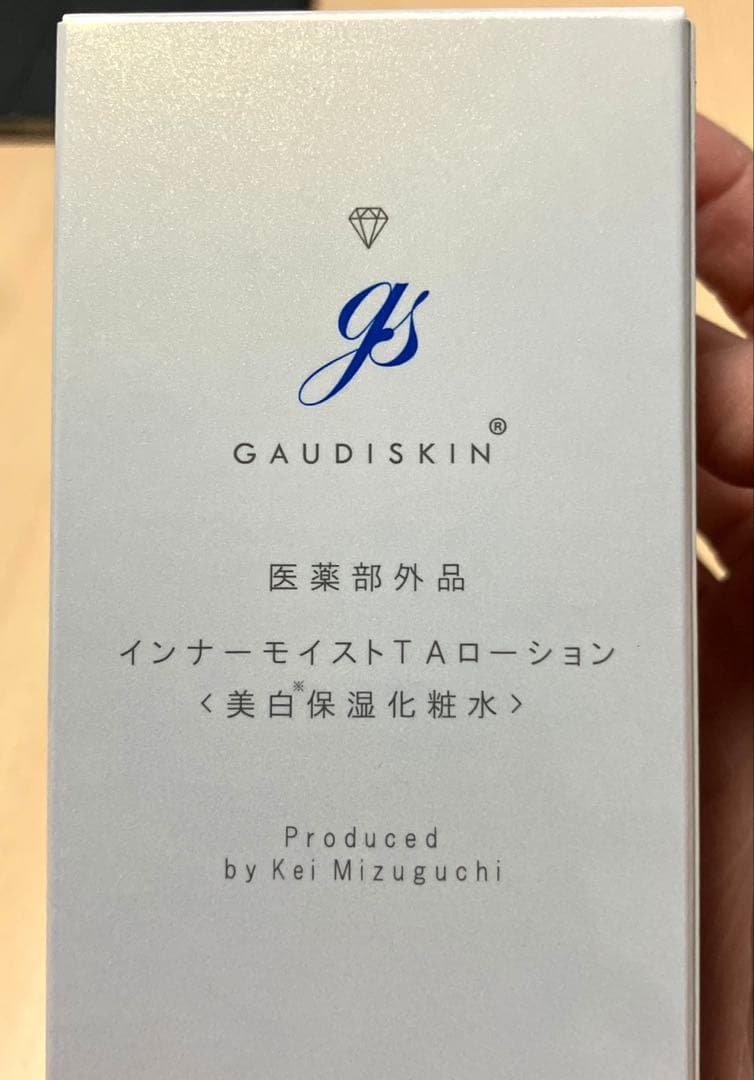 gs
GAUDISKIN®
医薬部外品
インナーモイストTAローション
<美白※保湿化粧水>
Produced
by Kei Mizuguchi